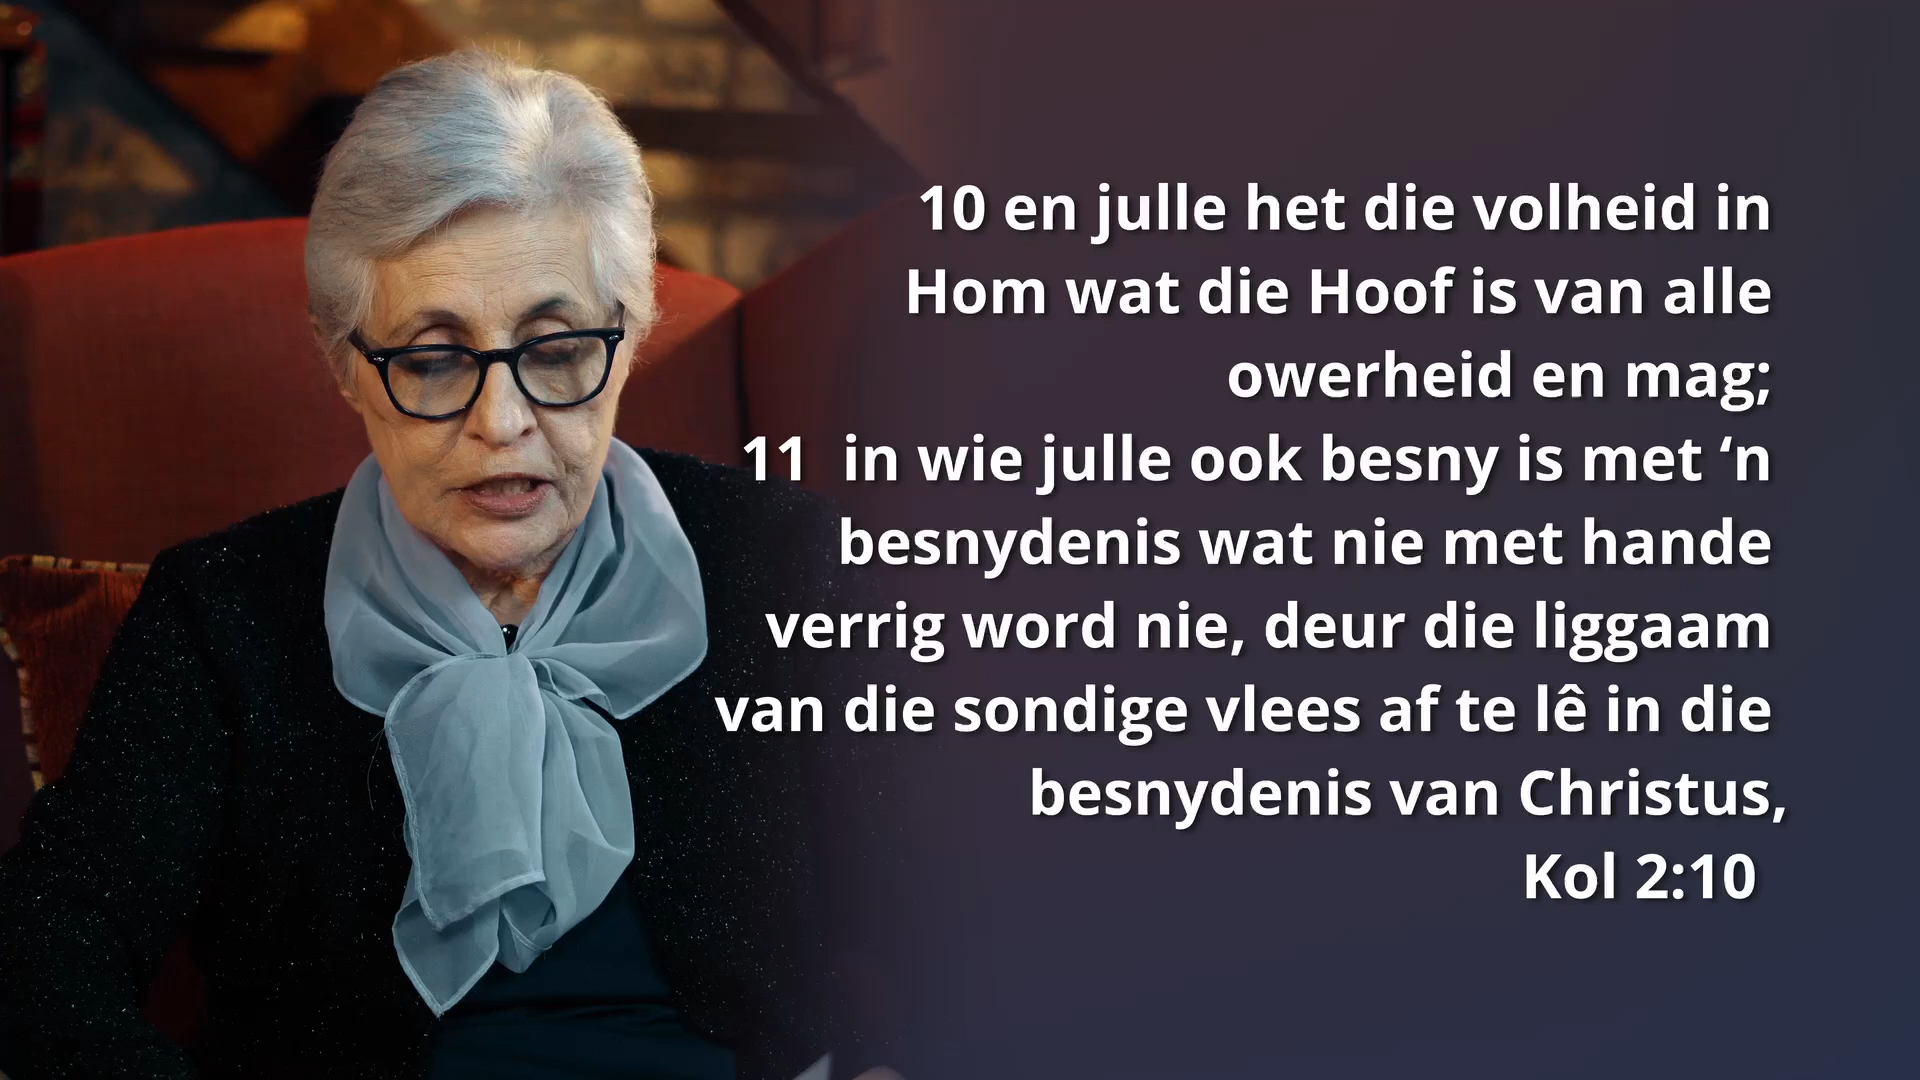 10 en julle het die volheid in
Hom wat die Hoof is van alle
owerheid en mag;
11  in wie julle ook besny is met ‘n
besnydenis wat nie met hande
verrig word nie, deur die liggaam
van die sondige vlees af te lê in die
besnydenis van Christus,
Kol 2:10